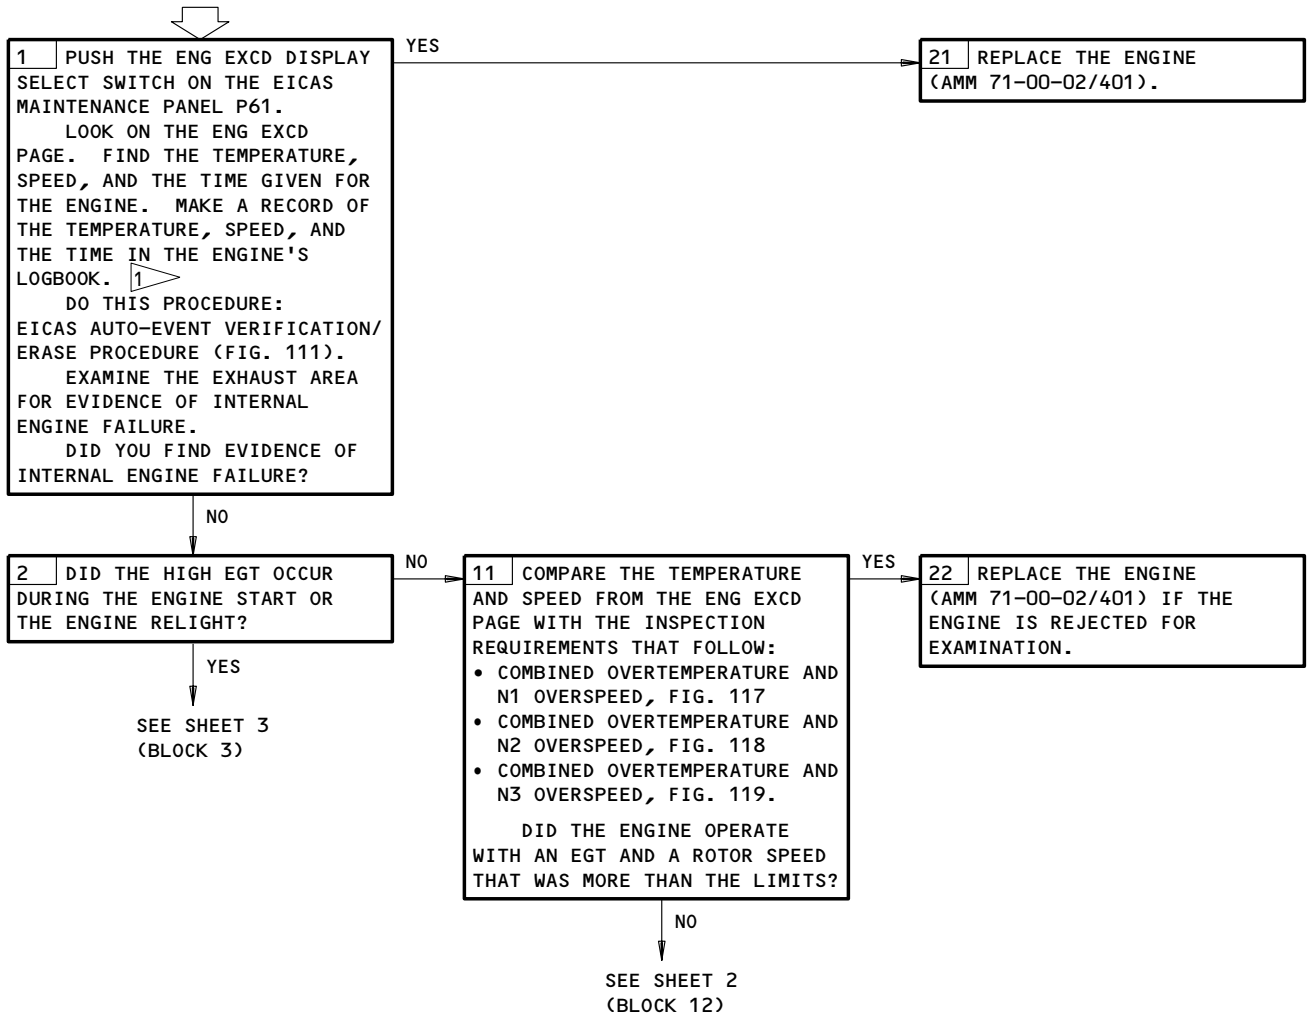 1 PUSH THE ENG EXCD DISPLAY
SELECT SWITCH ON THE EICAS
MAINTENANCE PANEL P61.
LOOK ON THE ENG EXCD
PAGE. FIND THE TEMPERATURE,
SPEED, AND THE TIME GIVEN FOR
THE ENGINE. MAKE A RECORD OF
THE TEMPERATURE, SPEED, AND
THE TIME IN THE ENGINE'S
LOGBOOK. 1
DO THIS PROCEDURE:
EICAS AUTO-EVENT VERIFICATION/
ERASE PROCEDURE (FIG. 111).
EXAMINE THE EXHAUST AREA
FOR EVIDENCE OF INTERNAL
ENGINE FAILURE.
DID YOU FIND EVIDENCE OF
INTERNAL ENGINE FAILURE?
YES
21 REPLACE THE ENGINE
(AMM 71-00-02/401).
NO
2 DID THE HIGH EGT OCCUR
DURING THE ENGINE START OR
THE ENGINE RELIGHT?
YES
SEE SHEET 3
(BLOCK 3)
NO
11 COMPARE THE TEMPERATURE
AND SPEED FROM THE ENG EXCD
PAGE WITH THE INSPECTION
REQUIREMENTS THAT FOLLOW:
• COMBINED OVERTEMPERATURE AND
N1 OVERSPEED, FIG. 117
• COMBINED OVERTEMPERATURE AND
N2 OVERSPEED, FIG. 118
• COMBINED OVERTEMPERATURE AND
N3 OVERSPEED, FIG. 119.
DID THE ENGINE OPERATE
WITH AN EGT AND A ROTOR SPEED
THAT WAS MORE THAN THE LIMITS?
YES
22 REPLACE THE ENGINE
(AMM 71-00-02/401) IF THE
ENGINE IS REJECTED FOR
EXAMINATION.
NO
SEE SHEET 2
(BLOCK 12)